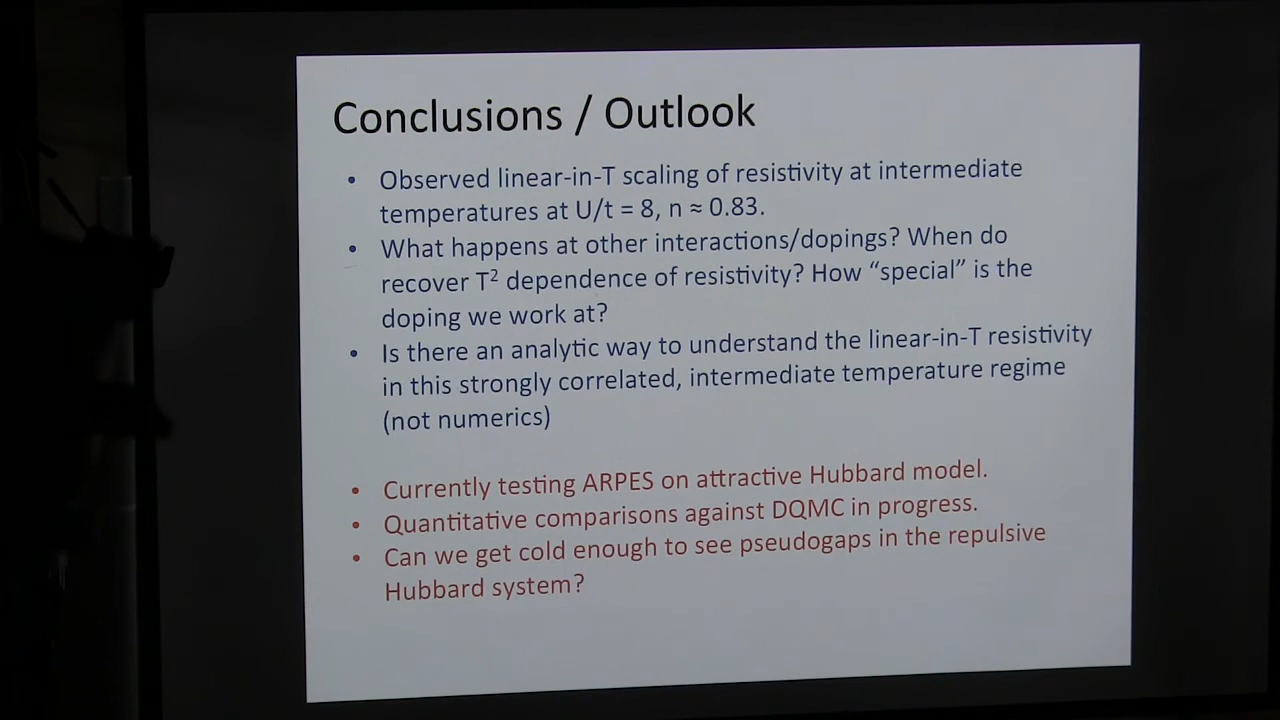 Conclusions / Outlook
• Observed linear-in-T scaling of resistivity at intermediate
temperatures at U/t = 8, n ≈ 0.83.
• What happens at other interactions/dopings? When do
recover T² dependence of resistivity? How “special” is the
doping we work at?
• Is there an analytic way to understand the linear-in-T resistivity
in this strongly correlated, intermediate temperature regime
(not numerics)
• Currently testing ARPES on attractive Hubbard model.
• Quantitative comparisons against DQMC in progress.
• Can we get cold enough to see pseudogaps in the repulsive
Hubbard system?